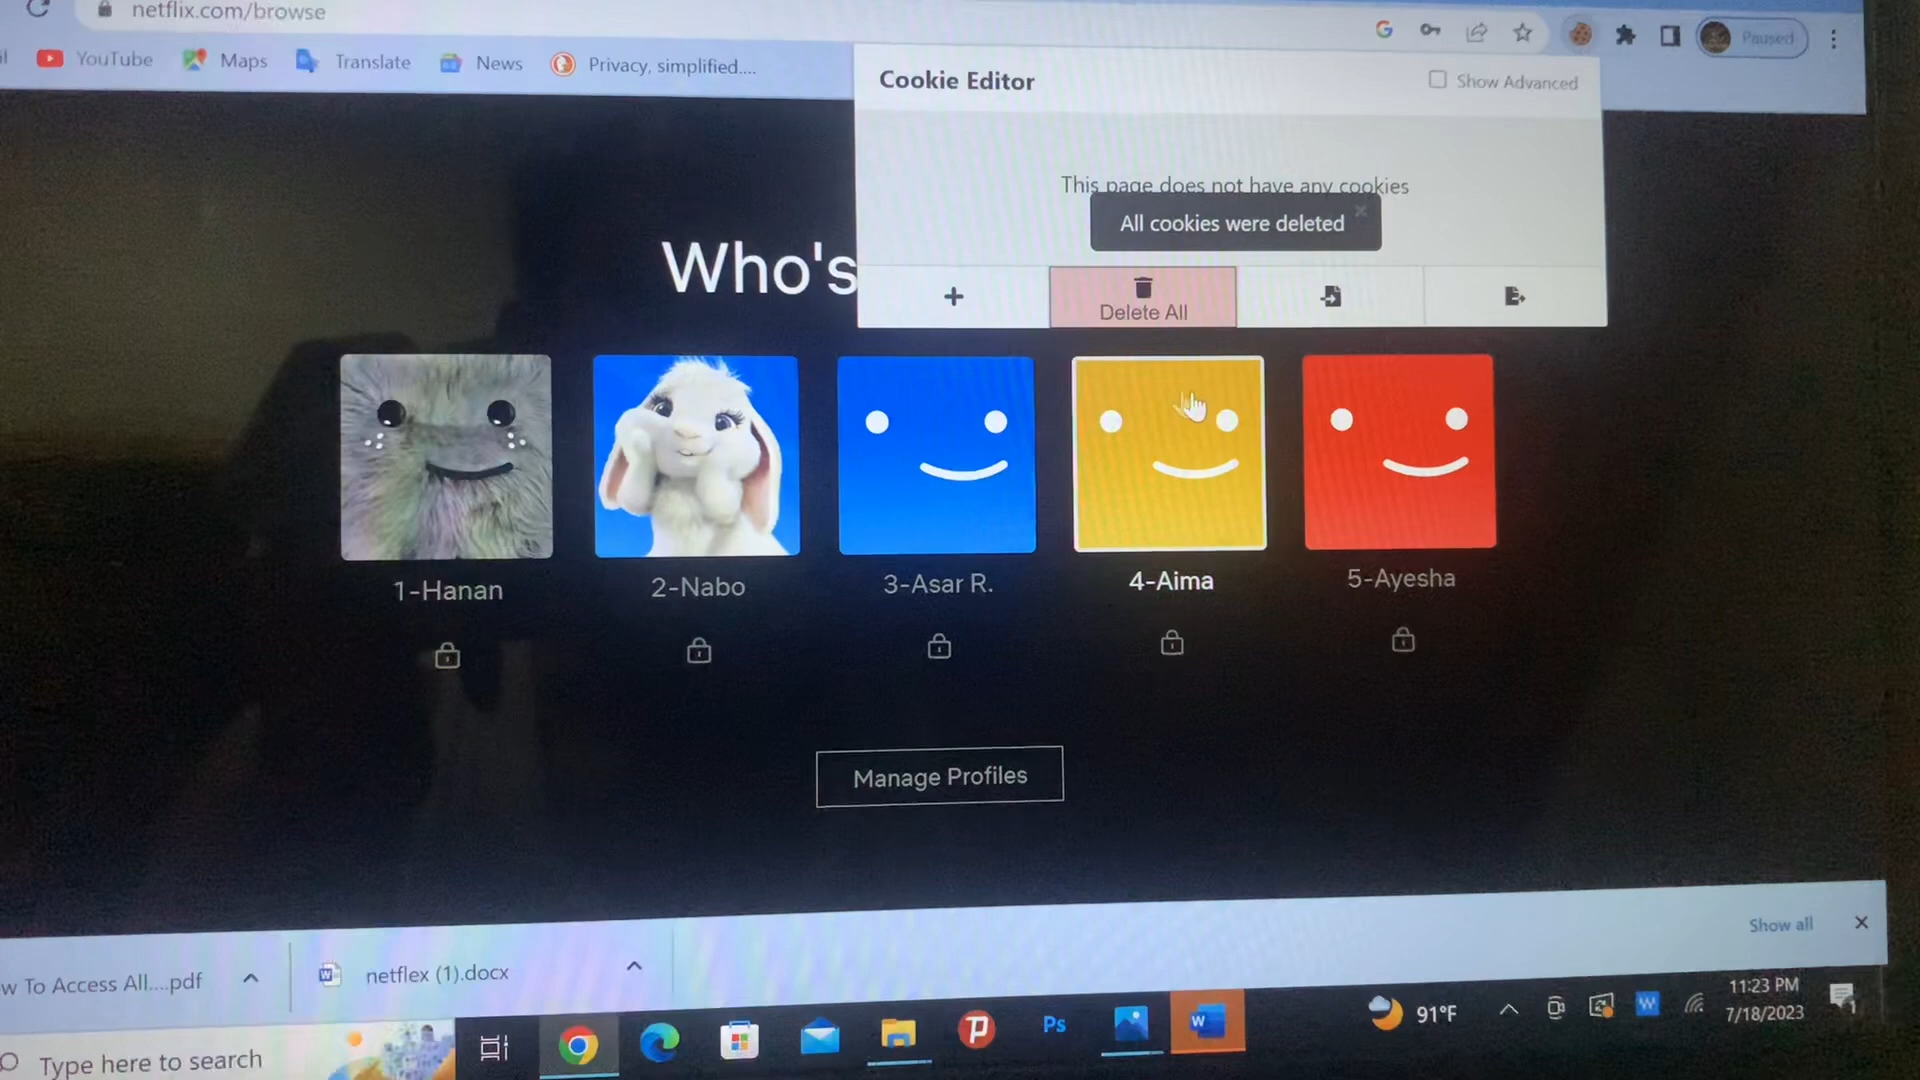 netflix.com/browse
Paused
YouTube
Maps
Translate
News
Privacy, simplified....
Cookie Editor
Show Advanced
This page does not have any cookies
All cookies were deleted
Delete All
Who's
1-Hanan
2-Nabo
3-Asar R.
4-Aima
5-Ayesha
Manage Profiles
Show all
w To Access All....pdf
netflex (1).docx
Type here to search
Ps
W
91°F
W
11:23 PM
7/18/2023
1